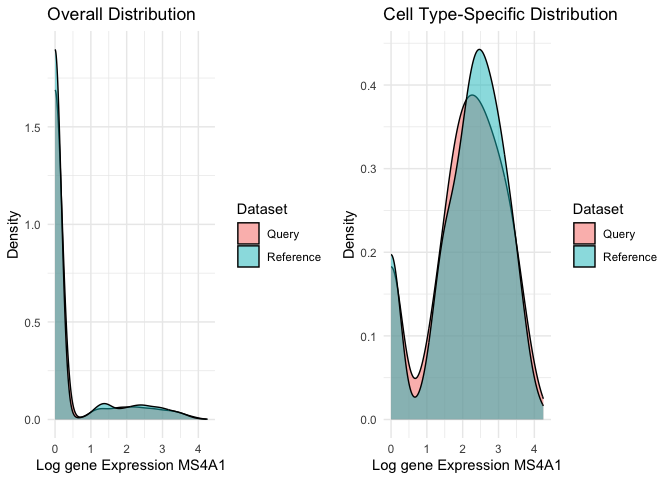 Overall Distribution
Density
1.5
1.0
0.5
0.0
0 1 2 3 4
Log gene Expression MS4A1
Dataset
Query
Reference
Cell Type-Specific Distribution
Density
0.4
0.3
0.2
0.1
0.0
0 1 2 3 4
Log gene Expression MS4A1
Dataset
Query
Reference